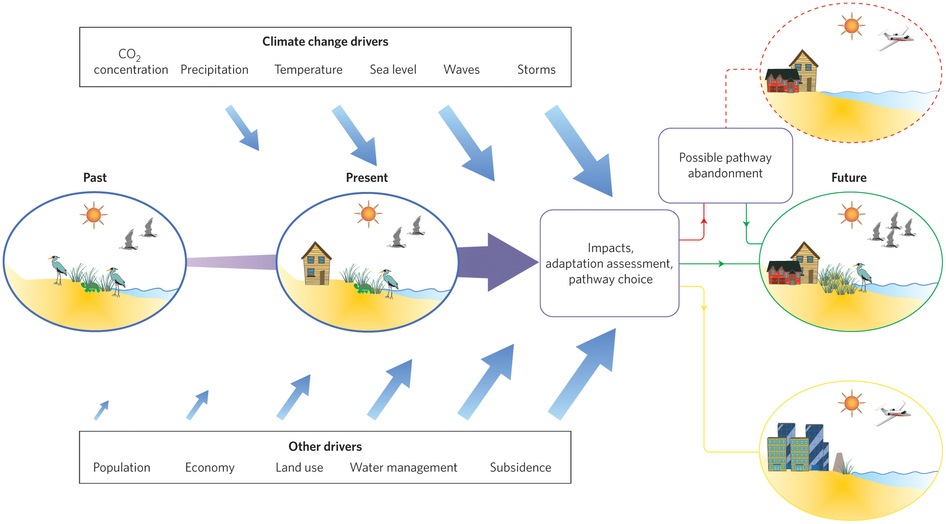 Climate change drivers
CO2
concentration Precipitation Temperature Sea level Waves Storms
Possible pathway
abandonment
Past
Present
Future
Impacts,
adaptation assessment,
pathway choice
Other drivers
Population Economy Land use Water management Subsidence